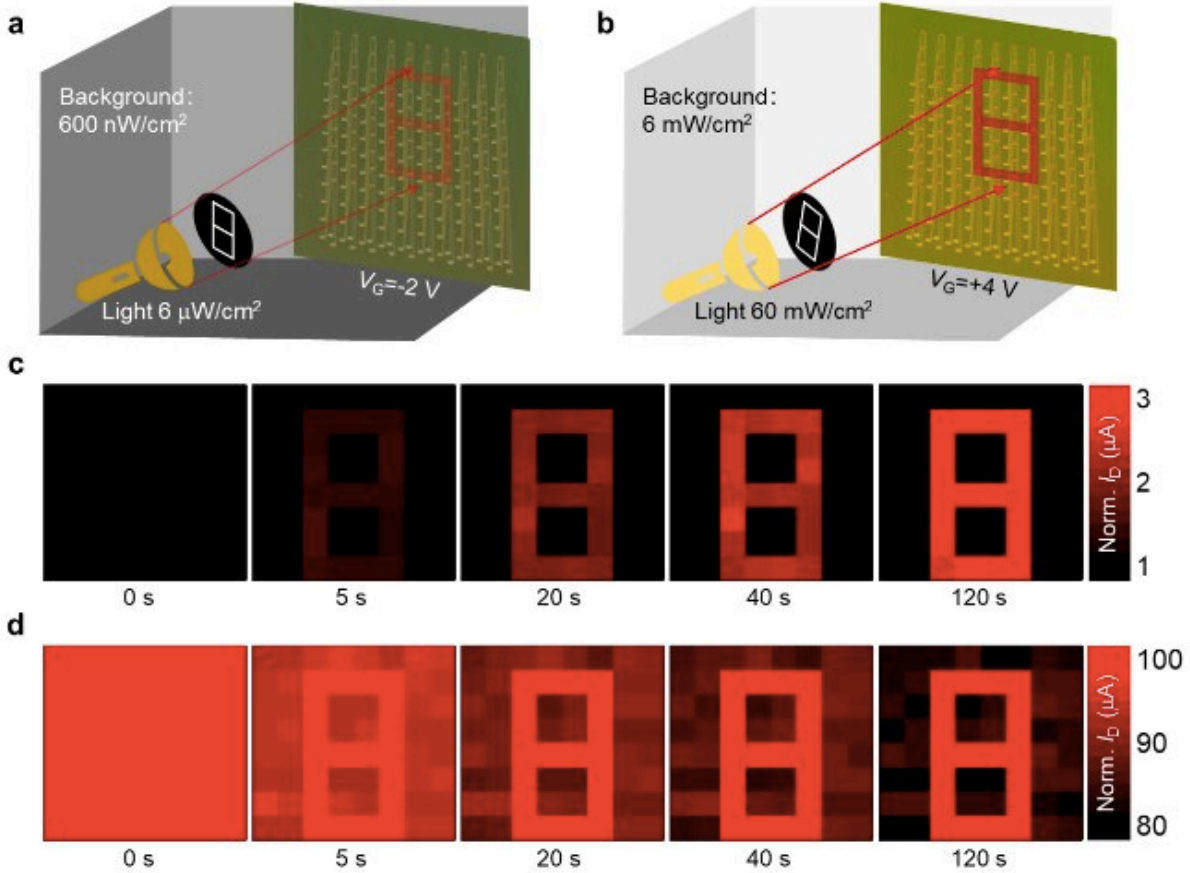 a
Background:
600 nW/cm²
Light 6 μW/cm²
V_G=-2 V
b
Background:
6 mW/cm²
Light 60 mW/cm²
V_G=+4 V
c
0 s
5 s
20 s
40 s
120 s
3
2
1
Norm. I_D (μA)
d
0 s
5 s
20 s
40 s
120 s
100
90
80
Norm. I_D (μA)